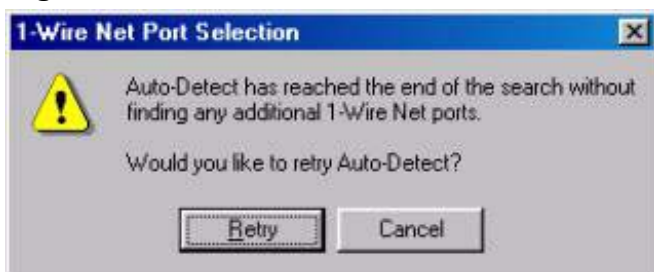 1-Wire Net Port Selection
Auto-Detect has reached the end of the search without
finding any additional 1-Wire Net ports.
Would you like to retry Auto-Detect?
Retry Cancel